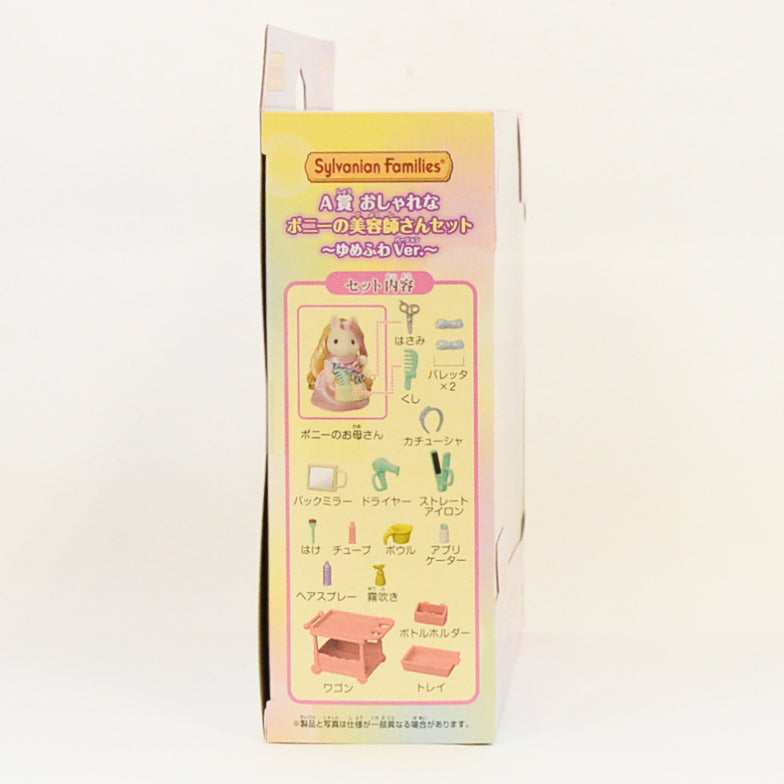 Sylvanian Families®
A賞 おしゃれな
ポニーの美容師さんセット
～ゆめふわVer.～
セット内容
はさみ
バレッタ
×2
くし
ポニーのお母さん
カチューシャ
バックミラー
ドライヤー
ストレート
アイロン
はけ
チューブ
ボウル
アプリ
ケーター
ヘアスプレー
霧吹き
ボトルホルダー
ワゴン
トレイ
※製品と写真は仕様が一部異なる場合があります。